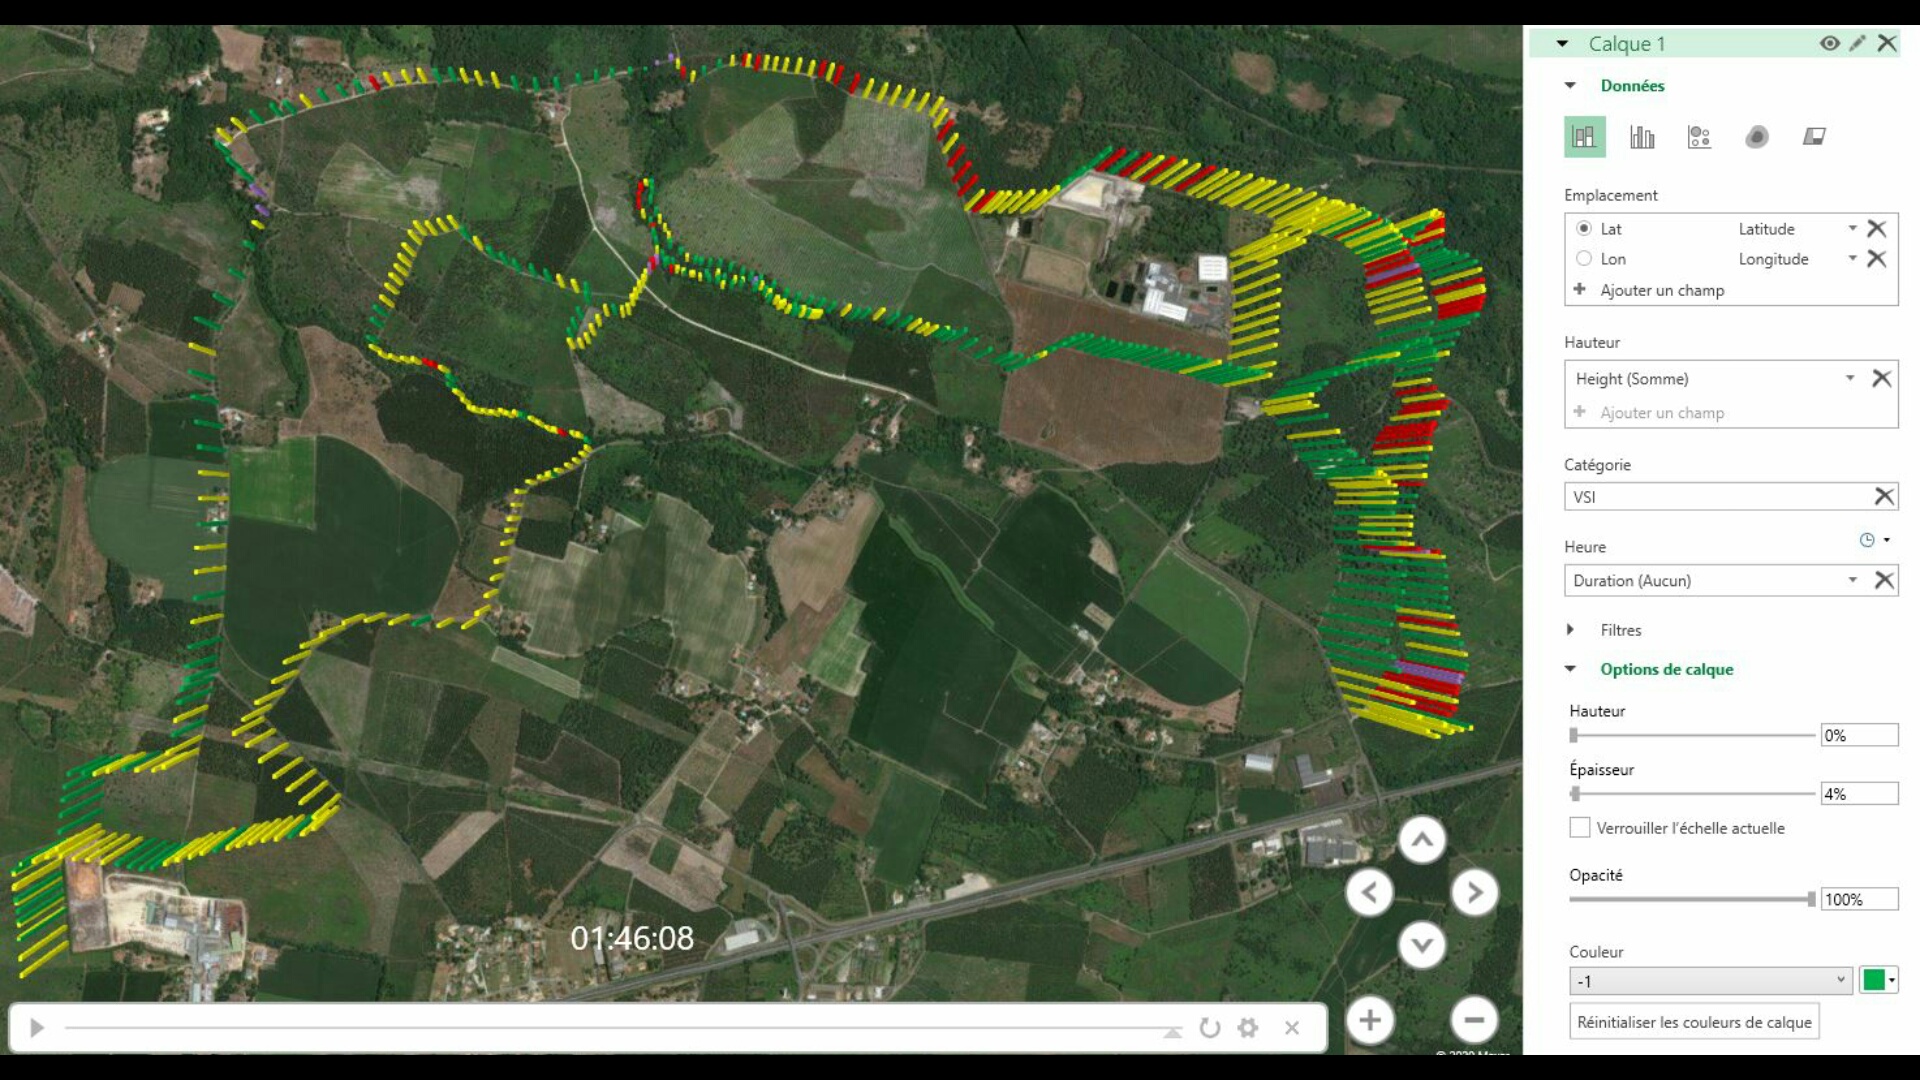 Calque 1
Données
Emplacement
Lat Latitude
Lon Longitude
Ajouter un champ
Hauteur
Height (Somme)
Ajouter un champ
Catégorie
VSI
Heure
Duration (Aucun)
Filtres
Options de calque
Hauteur
0%
Épaisseur
4%
Verrouiller l'échelle actuelle
Opacité
100%
Couleur
-1
Réinitialiser les couleurs de calque
01:46:08